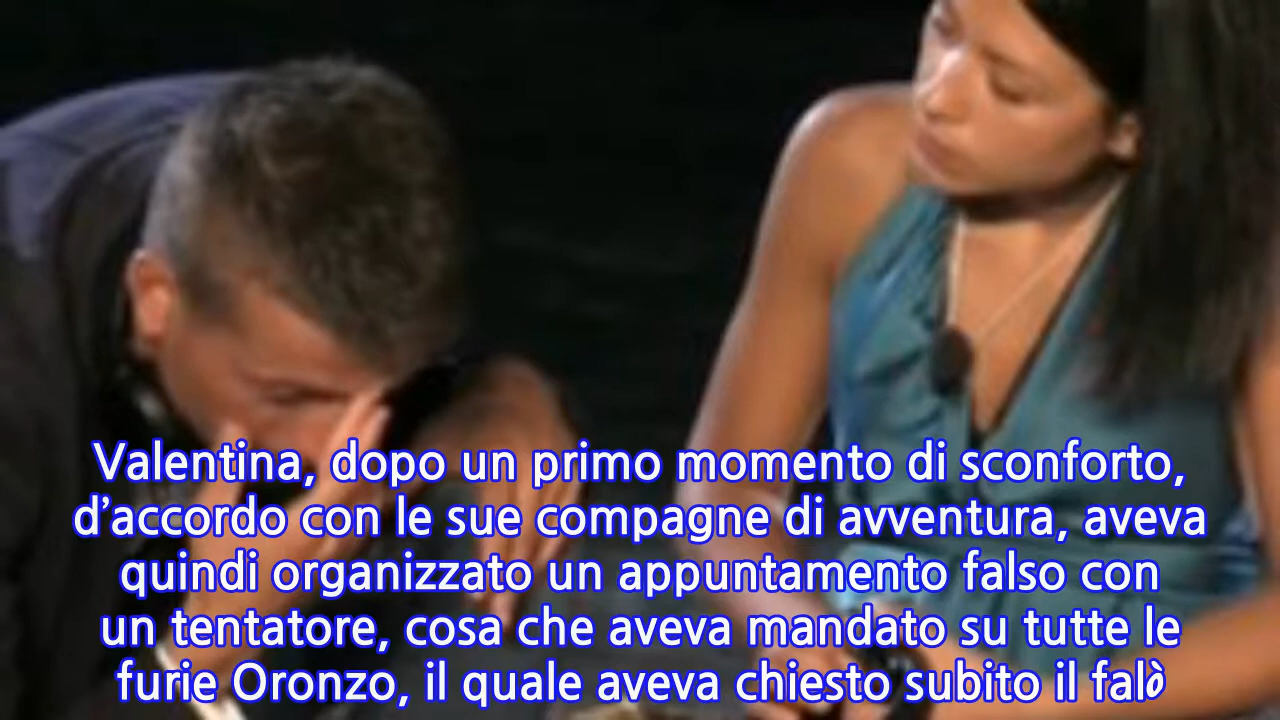 Valentina, dopo un primo momento di sconforto,
d’accordo con le sue compagne di avventura, aveva
quindi organizzato un appuntamento falso con
un tentatore, cosa che aveva mandato su tutte le
furie Oronzo, il quale aveva chiesto subito il falò